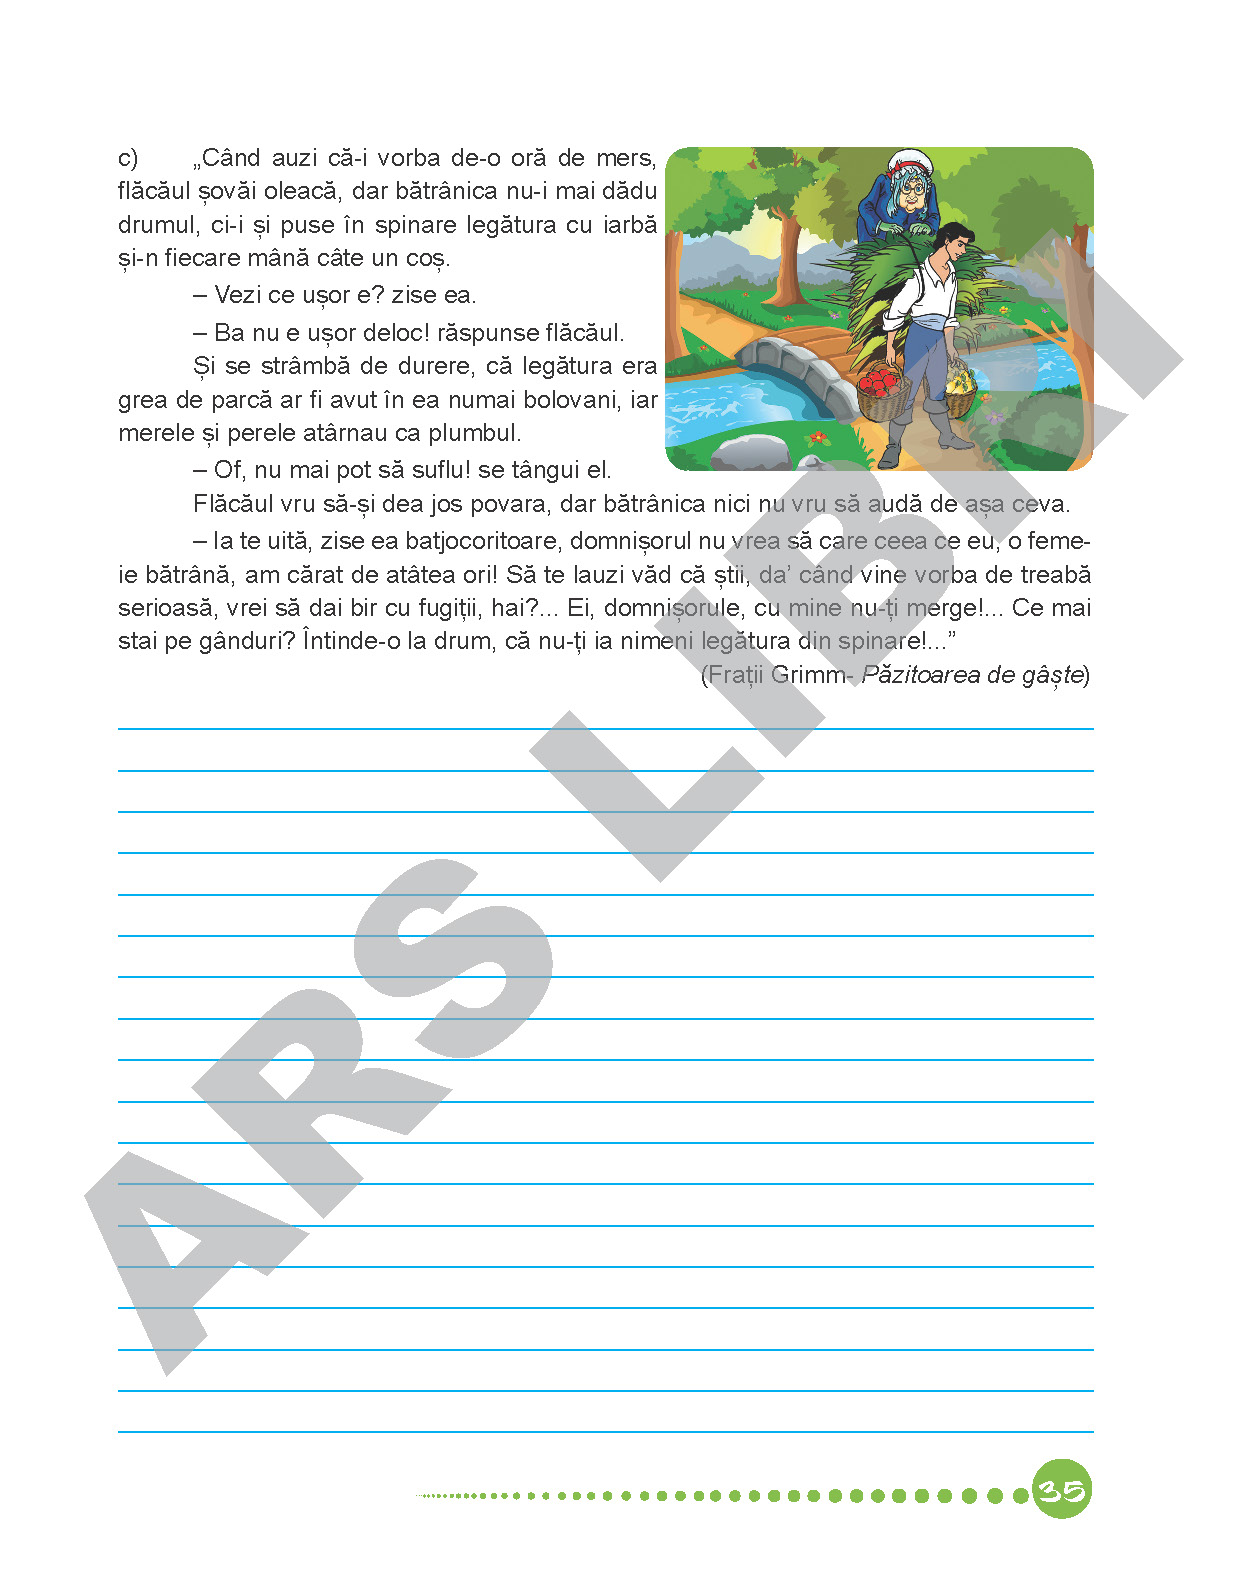 c) „Când auzi că-i vorba de-o oră de mers,
flăcăul șovăi oleacă, dar bătrânica nu-i mai dădu
drumul, ci-i și puse în spinare legătura cu iarbă
și-n fiecare mână câte un coș.
– Vezi ce ușor e? zise ea.
– Ba nu e ușor deloc! răspunse flăcăul.
Și se strâmbă de durere, că legătura era
grea de parcă ar fi avut în ea numai bolovani, iar
merele și perele atârnau ca plumbul.
– Of, nu mai pot să suflu! se tângui el.
Flăcăul vru să-și dea jos povara, dar bătrânica nici nu vru să audă de așa ceva.
– Ia te uită, zise ea batjocoritoare, domnișorul nu vrea să care ceea ce eu, o feme-
ie bătrână, am cărat de atâtea ori! Să te lauzi văd că știi, da’ când vine vorba de treabă
serioasă, vrei să dai bir cu fugiții, hai?... Ei, domnișorule, cu mine nu-ți merge!... Ce mai
stai pe gânduri? Întinde-o la drum, că nu-ți ia nimeni legătura din spinare!...”
(Frații Grimm- Păzitoarea de gâște)
ARS LIBRI
35